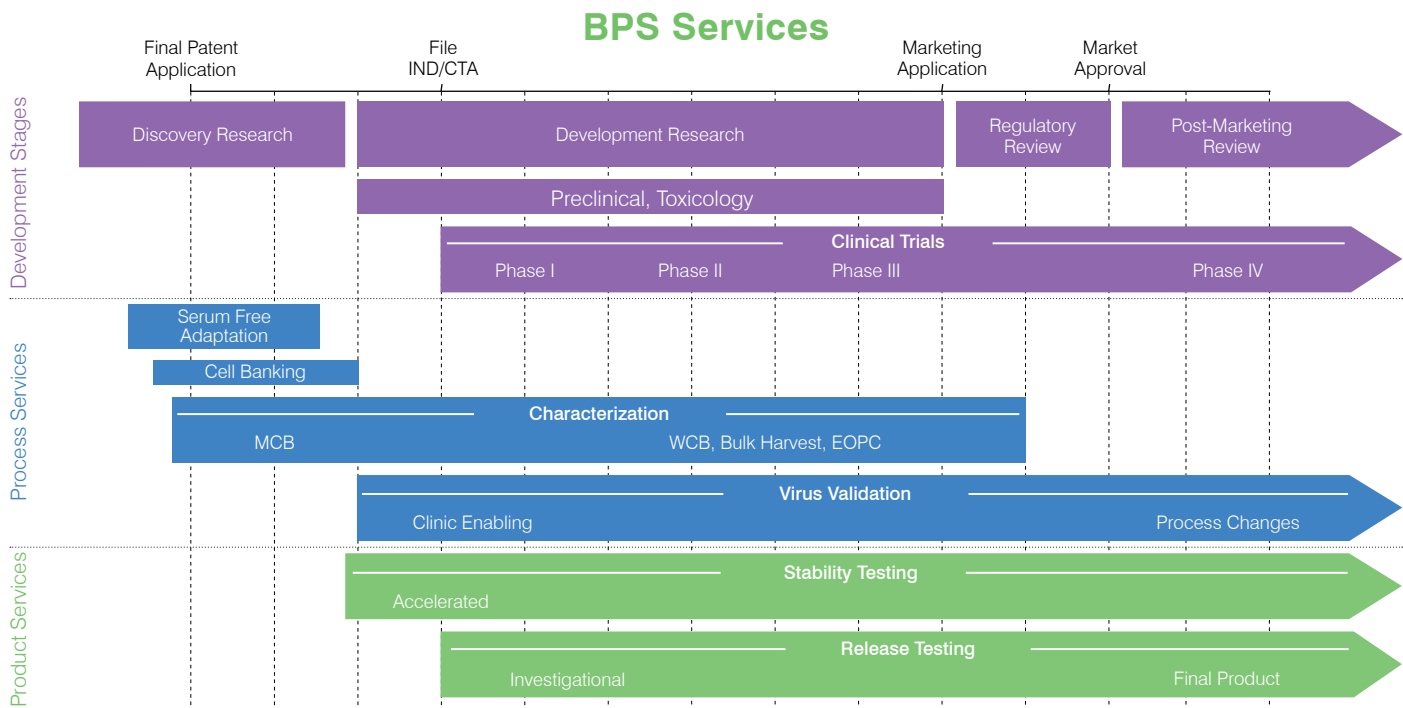 BPS Services
Final Patent
Application
File
IND/CTA
Marketing
Application
Market
Approval
Development Stages
Discovery Research
Development Research
Regulatory
Review
Post-Marketing
Review
Preclinical, Toxicology
Clinical Trials
Phase I
Phase II
Phase III
Phase IV
Process Services
Serum Free
Adaptation
Cell Banking
Characterization
MCB
WCB, Bulk Harvest, EOPC
Virus Validation
Clinic Enabling
Process Changes
Product Services
Stability Testing
Accelerated
Release Testing
Investigational
Final Product